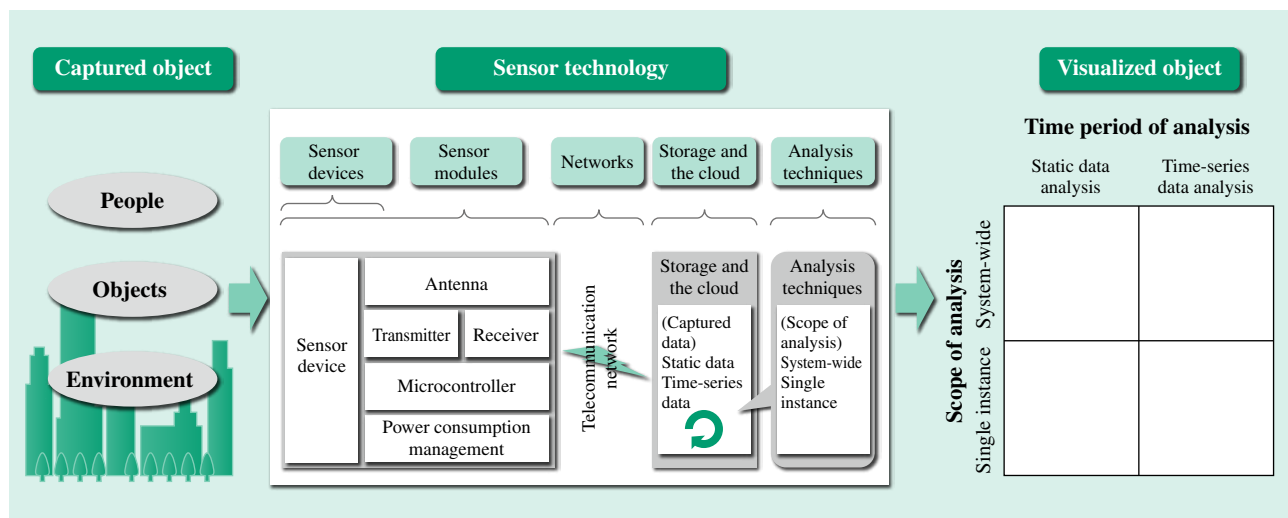 Captured object
Sensor technology
Visualized object
People
Objects
Environment
Sensor
devices
Sensor
modules
Networks
Storage and
the cloud
Analysis
techniques
Sensor
device
Antenna
Transmitter
Receiver
Microcontroller
Power consumption
management
Telecommunication
network
Storage and
the cloud
(Captured
data)
Static data
Time-series
data
Analysis
techniques
(Scope of
analysis)
System-wide
Single
instance
Time period of analysis
Static data
analysis
Time-series
data analysis
Scope of analysis
System-wide
Single instance